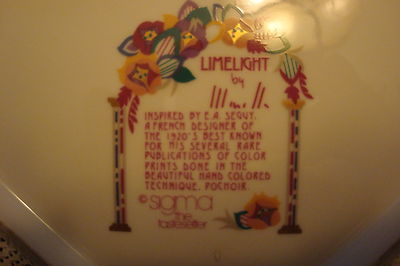 LIMELIGHT
by
INSPIRED BY E.A. SEGUY.
A FRENCH DESIGNER OF
THE 1920'S BEST KNOWN
FOR HIS SEVERAL RARE
PUBLICATIONS OF COLOR
PRINTS DONE IN THE
BEAUTIFUL HAND COLORED
TECHNIQUE, POCHOIR.
© sigma
the
tastesetter